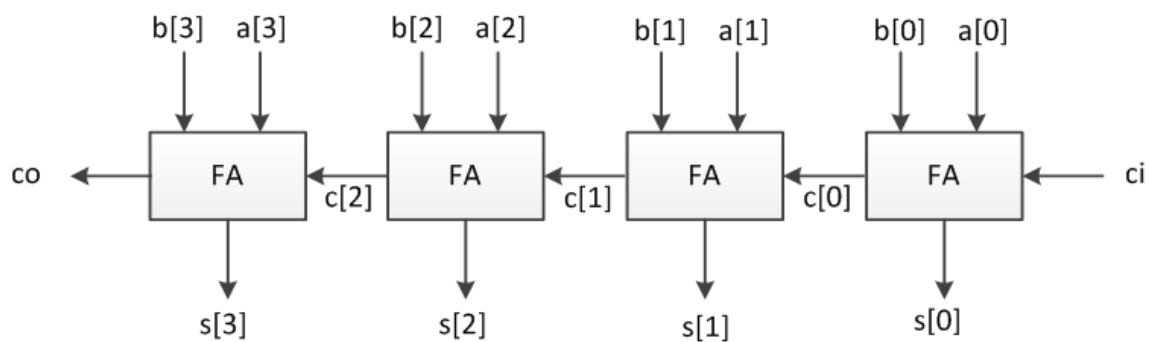 b[3] a[3] b[2] a[2] b[1] a[1] b[0] a[0]
co FA FA FA FA ci
c[2] c[1] c[0]
s[3] s[2] s[1] s[0]